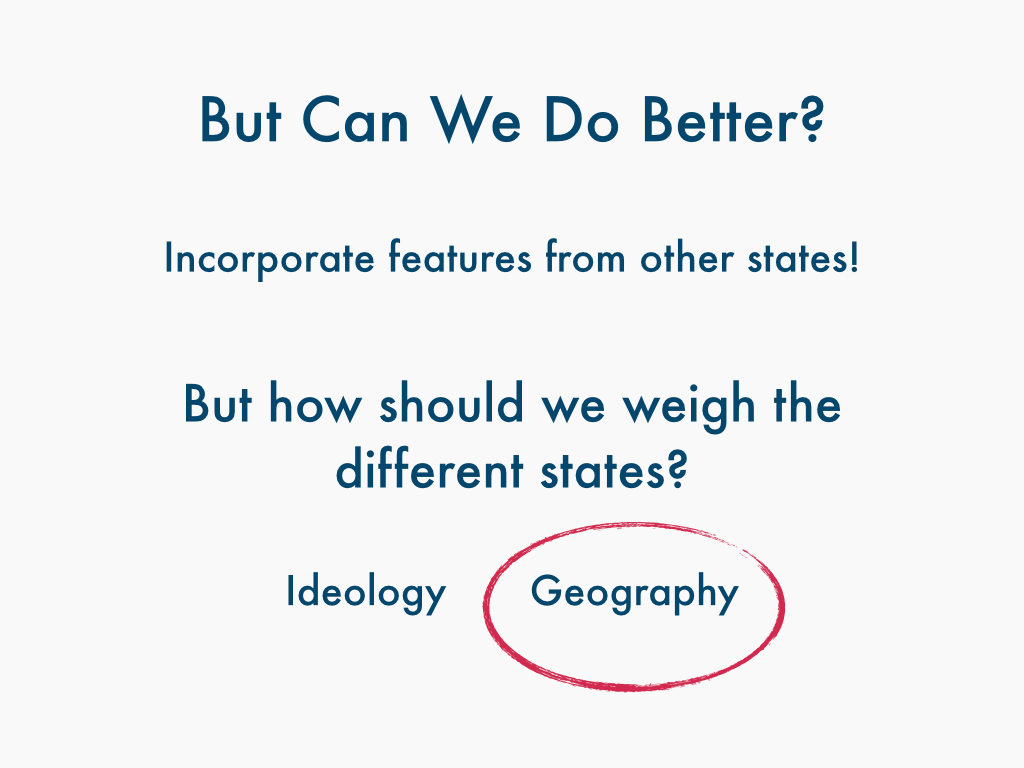 But Can We Do Better?
Incorporate features from other states!
But how should we weigh the
different states?
Ideology Geography